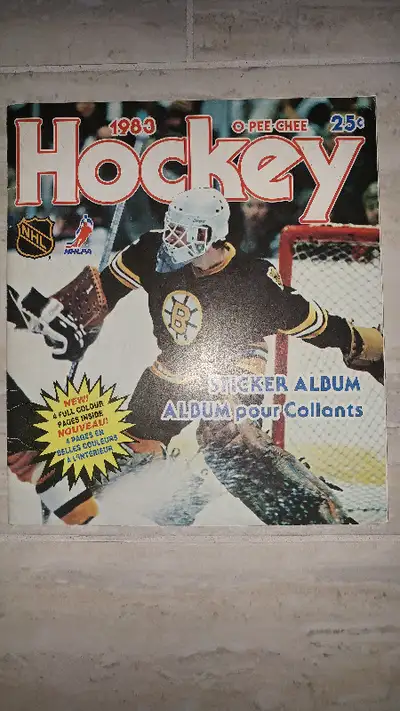 1983 O-PEE-CHEE 25¢
Hockey
NHL
NHLPA
B
STICKER ALBUM
ALBUM pour Collants
NEW!
4 FULL COLOUR
PAGES INSIDE
NOUVEAU!
4 PAGES EN
BELLES COULEURS
À L'INTÉRIEUR